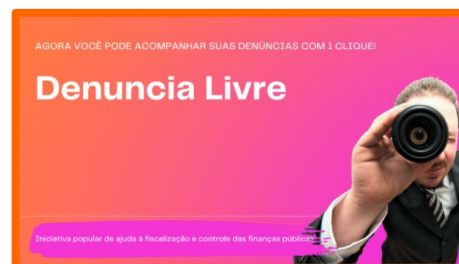 AGORA VOCÊ PODE ACOMPANHAR SUAS DENÚNCIAS COM 1 CLIQUE!
Denuncia Livre
Iniciativa popular de ajuda à fiscalização e controle das finanças públicas